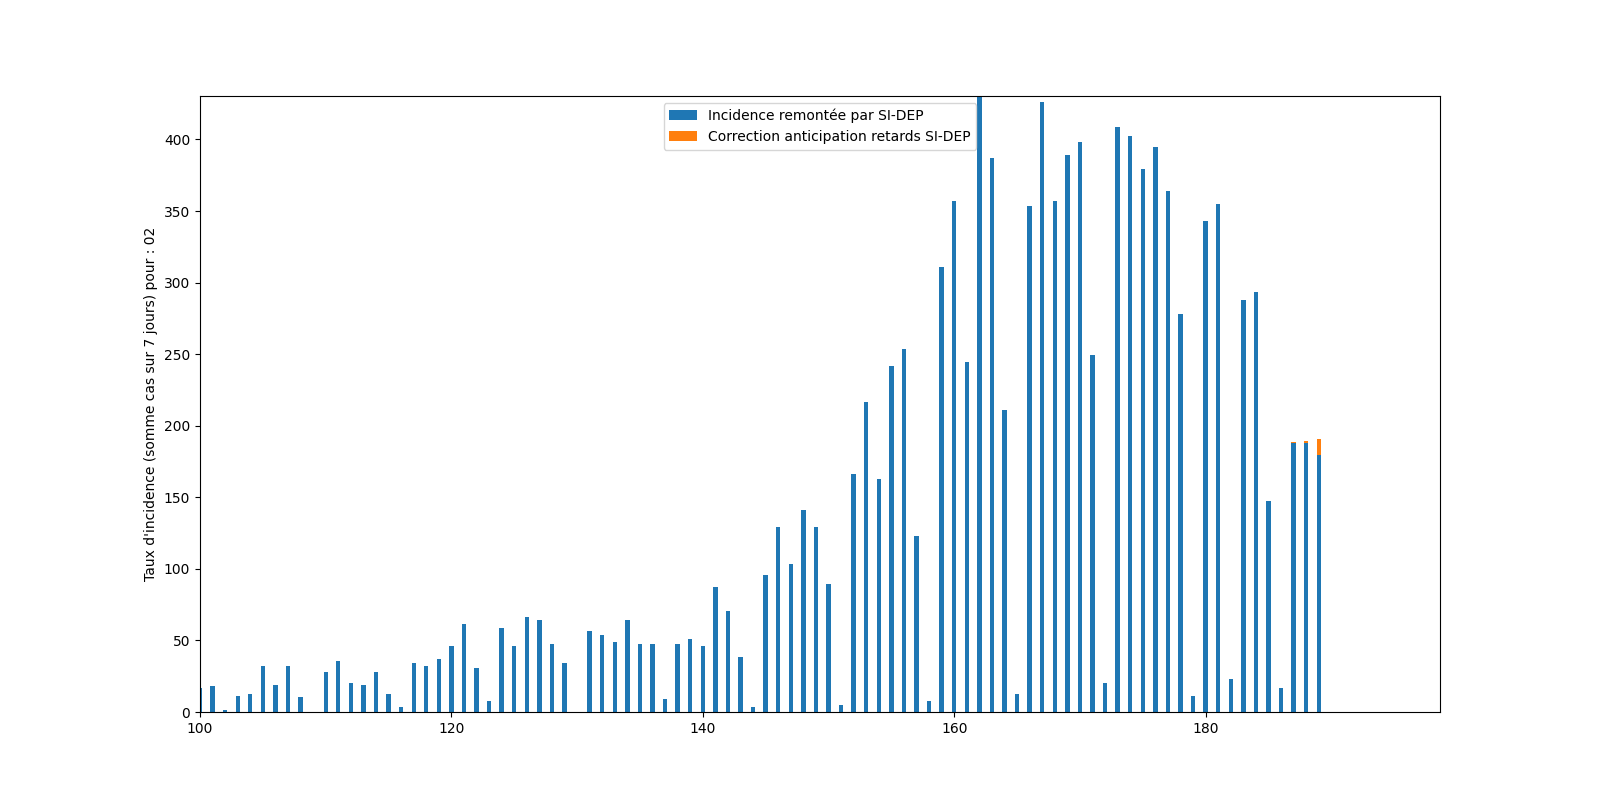 Incidence remontée par SI-DEP
Correction anticipation retards SI-DEP
Taux d'incidence (somme cas sur 7 jours) pour : 02
400
350
300
250
200
150
100
50
0
100 120 140 160 180